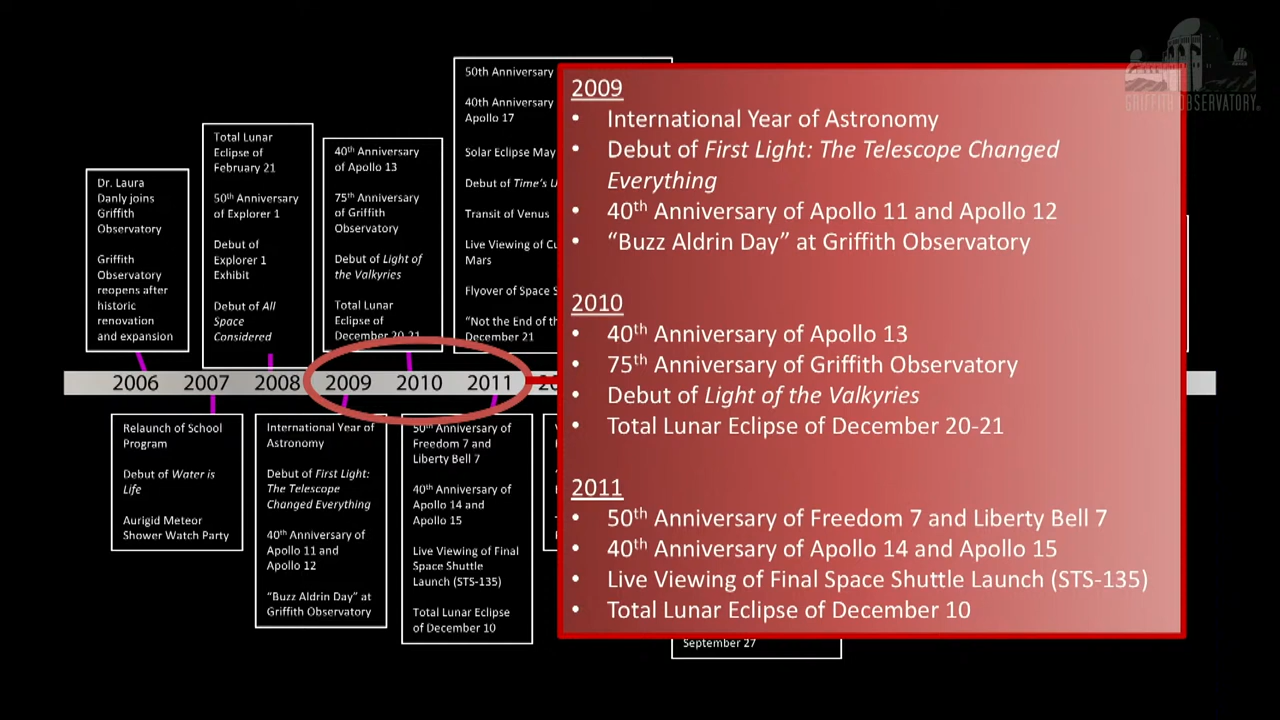 GRIFFITH OBSERVATORY
Dr. Laura
Danly joins
Griffith
Observatory
Griffith
Observatory
reopens after
historic
renovation
and expansion
Total Lunar
Eclipse of
February 21
50th Anniversary
of Explorer 1
Debut of
Explorer 1
Exhibit
Debut of All
Space
Considered
40th Anniversary
of Apollo 13
75th Anniversary
of Griffith
Observatory
Debut of Light of
the Valkyries
Total Lunar
Eclipse of
December 20-21
50th Anniversary
40th Anniversary
Apollo 17
Solar Eclipse May
Debut of Time's
Transit of Venus
Live Viewing of
Mars
Flyover of Space
"Not the End of
December 21
2006 2007 2008 2009 2010 2011
Relaunch of School
Program
Debut of Water is
Life
Aurigid Meteor
Shower Watch Party
International Year of
Astronomy
Debut of First Light:
The Telescope
Changed Everything
40th Anniversary of
Apollo 11 and
Apollo 12
"Buzz Aldrin Day" at
Griffith Observatory
50th Anniversary of
Freedom 7 and
Liberty Bell 7
40th Anniversary of
Apollo 14 and
Apollo 15
Live Viewing of Final
Space Shuttle
Launch (STS-135)
Total Lunar Eclipse
of December 10
2009
• International Year of Astronomy
• Debut of First Light: The Telescope Changed
Everything
• 40th Anniversary of Apollo 11 and Apollo 12
• “Buzz Aldrin Day” at Griffith Observatory
2010
• 40th Anniversary of Apollo 13
• 75th Anniversary of Griffith Observatory
• Debut of Light of the Valkyries
• Total Lunar Eclipse of December 20-21
2011
• 50th Anniversary of Freedom 7 and Liberty Bell 7
• 40th Anniversary of Apollo 14 and Apollo 15
• Live Viewing of Final Space Shuttle Launch (STS-135)
• Total Lunar Eclipse of December 10
September 27